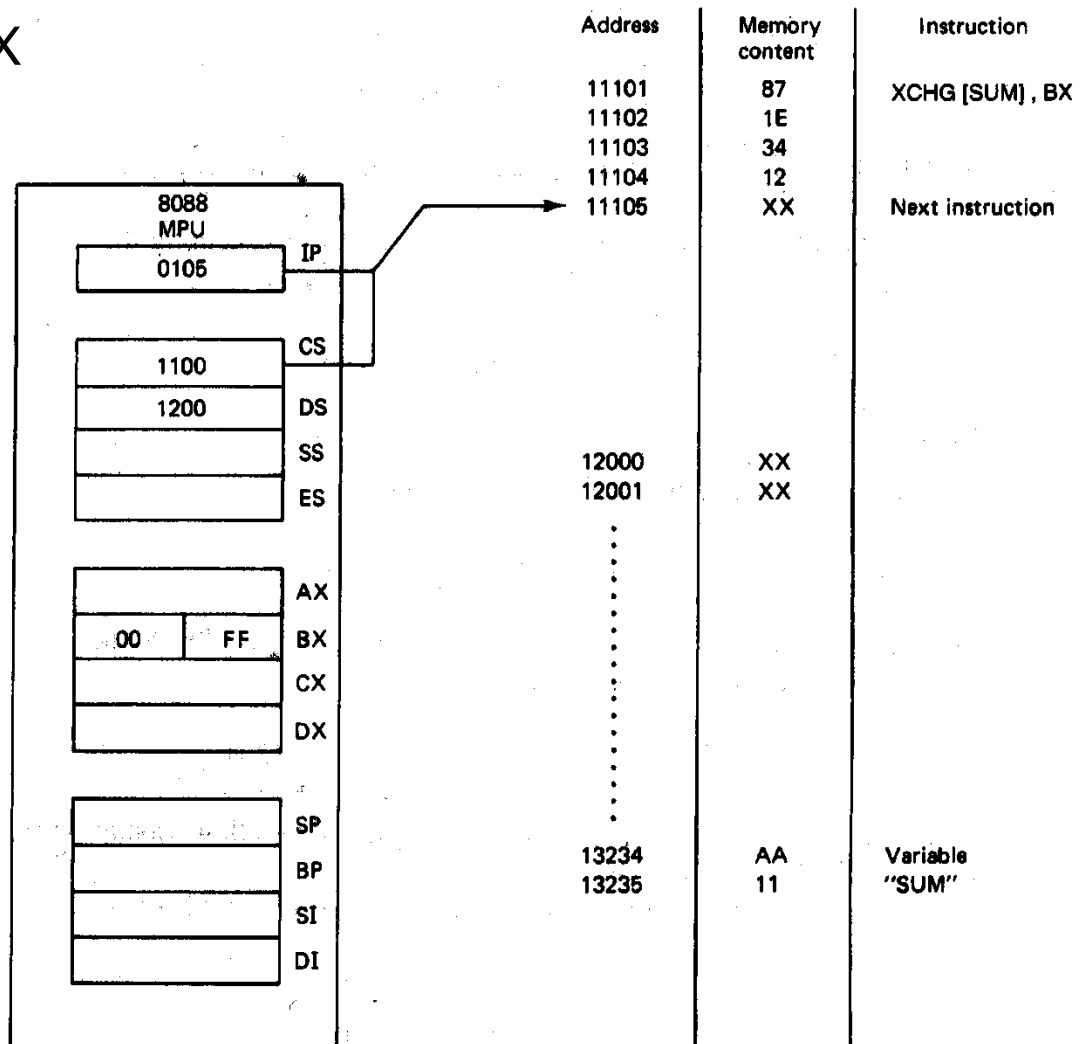 X
Address Memory content Instruction
11101 87 XCHG [SUM] , BX
11102 1E
11103 34
11104 12
11105 XX Next instruction
8088
MPU
0105 IP
1100 CS
1200 DS
SS
ES
12000 XX
12001 XX
AX
00 FF BX
CX
DX
SP
BP
SI
DI
13234 AA Variable
13235 11 "SUM"